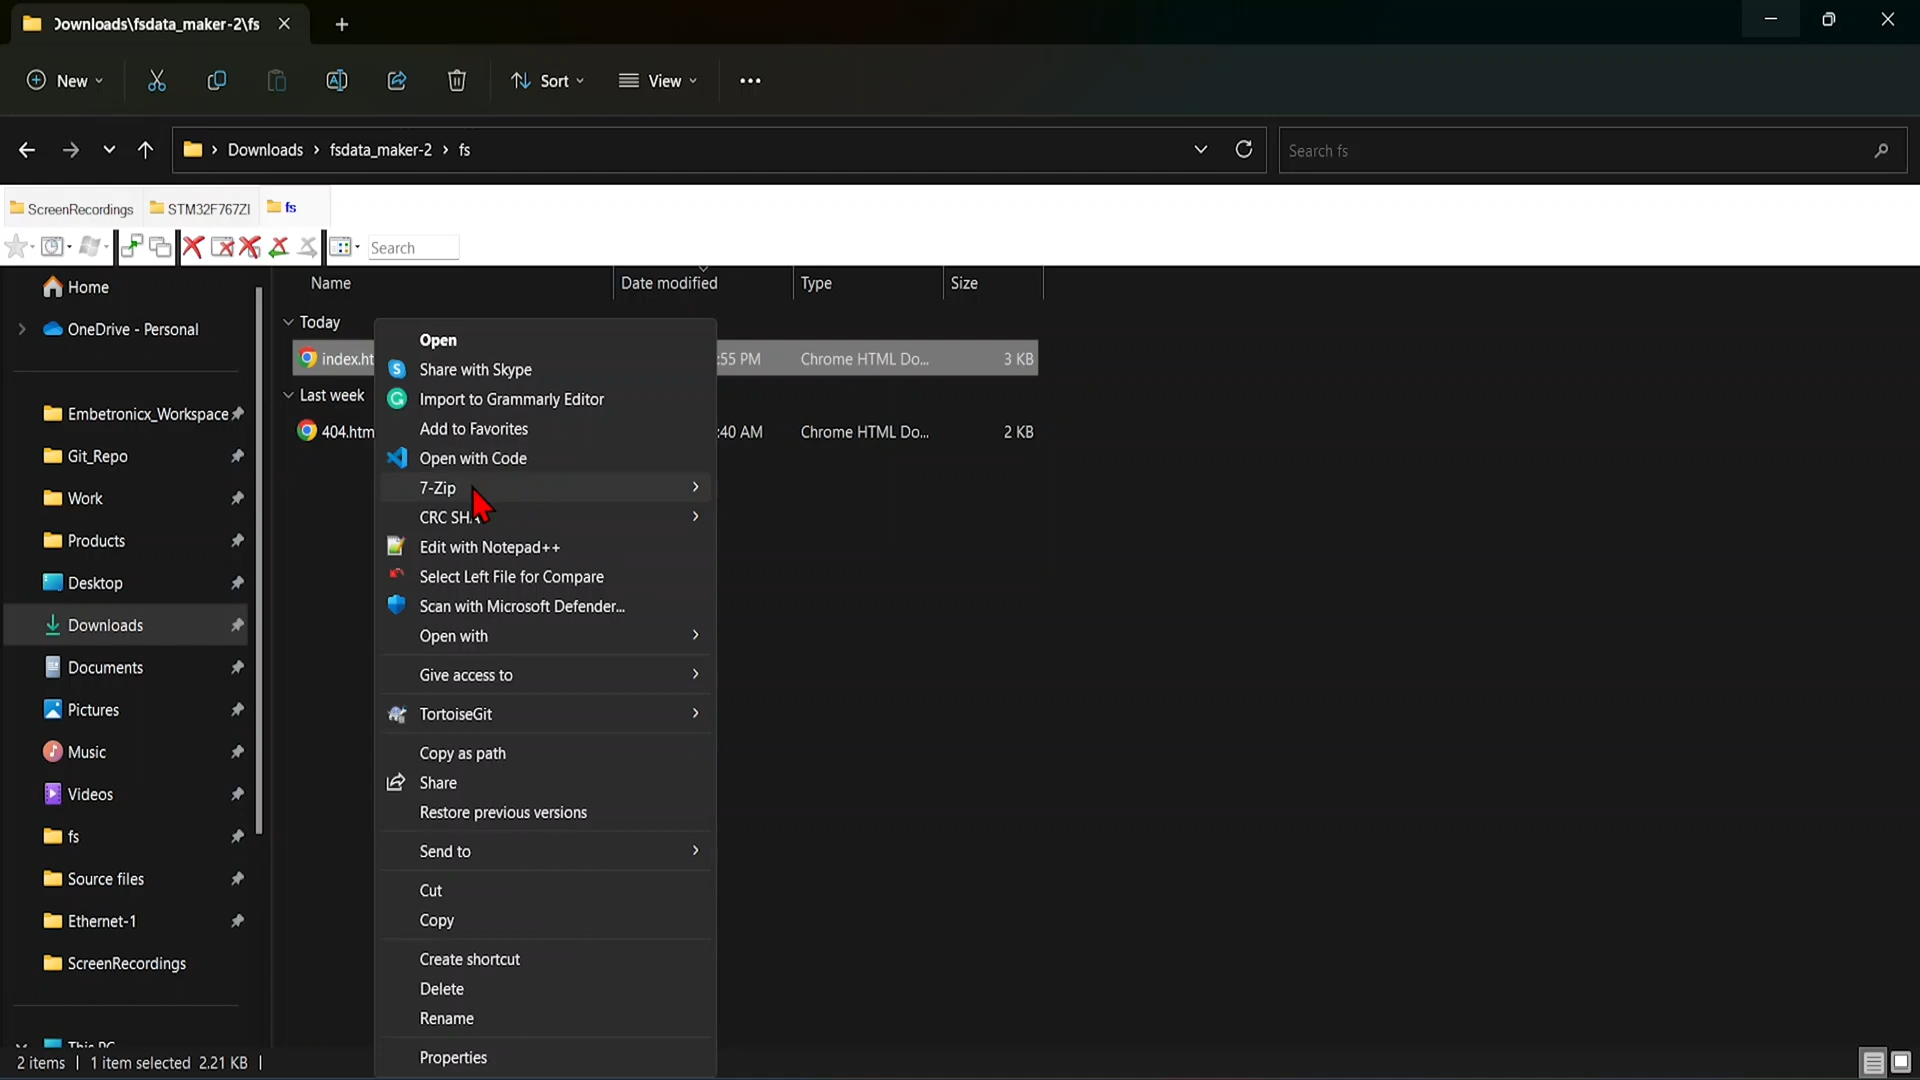 Downloads\fsdata_maker-2\fs
New
Sort
View
Downloads
fsdata_maker-2
fs
Search fs
ScreenRecordings
STM32F767ZI
fs
Search
Name
Date modified
Type
Size
Home
OneDrive - Personal
Embetronicx_Workspace
Git_Repo
Work
Products
Desktop
Downloads
Documents
Pictures
Music
Videos
fs
Source files
Ethernet-1
ScreenRecordings
This PC
Today
index.ht
:55 PM
Chrome HTML Do...
3 KB
Last week
404.htm
:40 AM
Chrome HTML Do...
2 KB
Open
Share with Skype
Import to Grammarly Editor
Add to Favorites
Open with Code
7-Zip
CRC SHA
Edit with Notepad++
Select Left File for Compare
Scan with Microsoft Defender...
Open with
Give access to
TortoiseGit
Copy as path
Share
Restore previous versions
Send to
Cut
Copy
Create shortcut
Delete
Rename
Properties
2 items
1 item selected 2.21 KB